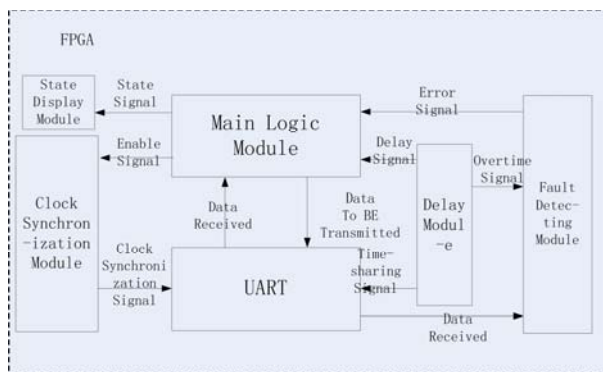 FPGA
State
Display
Module
State
Signal
Main Logic
Module
Error
Signal
Enable
Signal
Delay
Signal
Overtime
Signal
Clock
Synchron
-ization
Module
Data
Received
Data
To BE
Transmitted
Delay
Modul
-e
Fault
Detec-
ting
Module
Clock
Synchroni
zation
Signal
UART
Time-
sharing
Signal
Data
Received